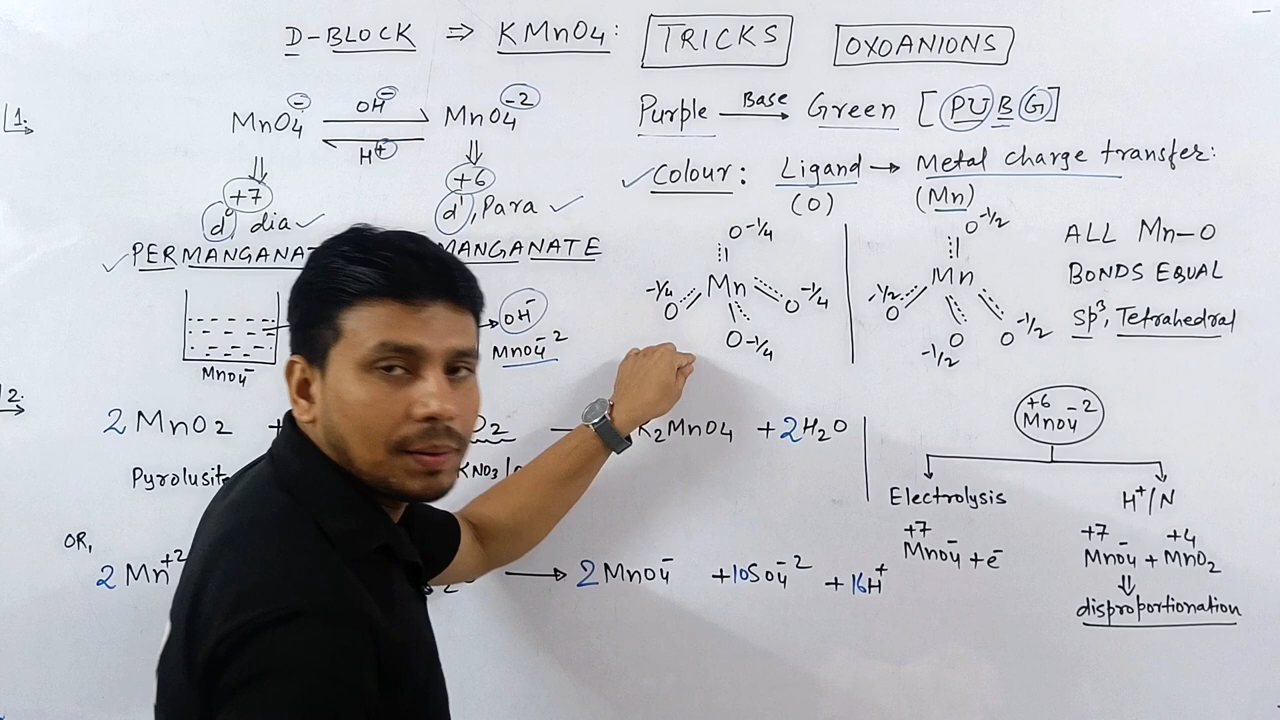 D-BLOCK ⇒ KMnO4: TRICKS OXOANIONS
1. MnO4⁻ OH⁻ H⁺ MnO4⁻²
Purple Base → Green [PUBG]
+7 +6
d⁰, dia ✓ d¹, Para ✓
✓ Colour: Ligand → Metal charge transfer:
(O) (Mn)
✓ PERMANGANA MANGANATE
O-1/4
-1/4 Mn
O O-1/4
O-1/4
O-1/2
-1/2 Mn
O O O-1/2
-1/2
ALL Mn-O
BONDS EQUAL
Sp³, Tetrahedral
OH⁻
MnO4⁻²
MnO4⁻
2. 2MnO2 + O2 → K2MnO4 + 2H2O
Pyrolusit KNO3/
OR,
2Mn⁺² → 2MnO4⁻ + 10SO4⁻² + 16H⁺
+6
MnO4⁻²
Electrolysis H⁺/N
+7 +7 +4
MnO4⁻ + e⁻ MnO4⁻ + MnO2
⇓
disproportionation